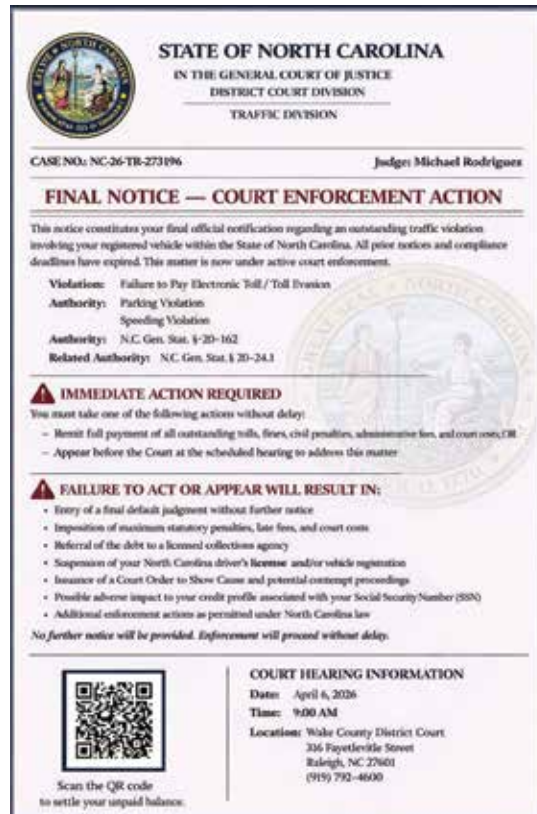 STATE OF NORTH CAROLINA
IN THE GENERAL COURT OF JUSTICE
DISTRICT COURT DIVISION
TRAFFIC DIVISION
CASE NO.: NC-26-TR-273196
Judge: Michael Rodrigues
FINAL NOTICE — COURT ENFORCEMENT ACTION
This notice constitutes your final official notification regarding an outstanding traffic violation
involving your registered vehicle within the State of North Carolina. All prior notices and compliance
deadlines have expired. This matter is now under active court enforcement.
Violation: Failure to Pay Electronic Toll / Toll Evasion
Authority: Parking Violation
Speeding Violation
Authority: N.C. Gen. Stat. § 20-162
Related Authority: N.C. Gen. Stat. § 20-24.1
IMMEDIATE ACTION REQUIRED
You must take one of the following actions without delay:
– Remit full payment of all outstanding tolls, fines, civil penalties, administrative fees, and court costs, OR
– Appear before the Court at the scheduled hearing to address this matter
FAILURE TO ACT OR APPEAR WILL RESULT IN:
• Entry of a final default judgment without further notice
• Imposition of maximum statutory penalties, late fees, and court costs
• Referral of the debt to a licensed collections agency
• Suspension of your North Carolina driver's license and/or vehicle registration
• Issuance of a Court Order to Show Cause and potential contempt proceedings
• Possible adverse impact to your credit profile associated with your Social Security Number (SSN)
• Additional enforcement actions as permitted under North Carolina law
No further notice will be provided. Enforcement will proceed without delay.
Scan the QR code
to settle your unpaid balance.
COURT HEARING INFORMATION
Date: April 6, 2026
Time: 9:00 AM
Location: Wake County District Court
316 Fayetlevitle Street
Raleigh, NC 27601
(919) 792-4600